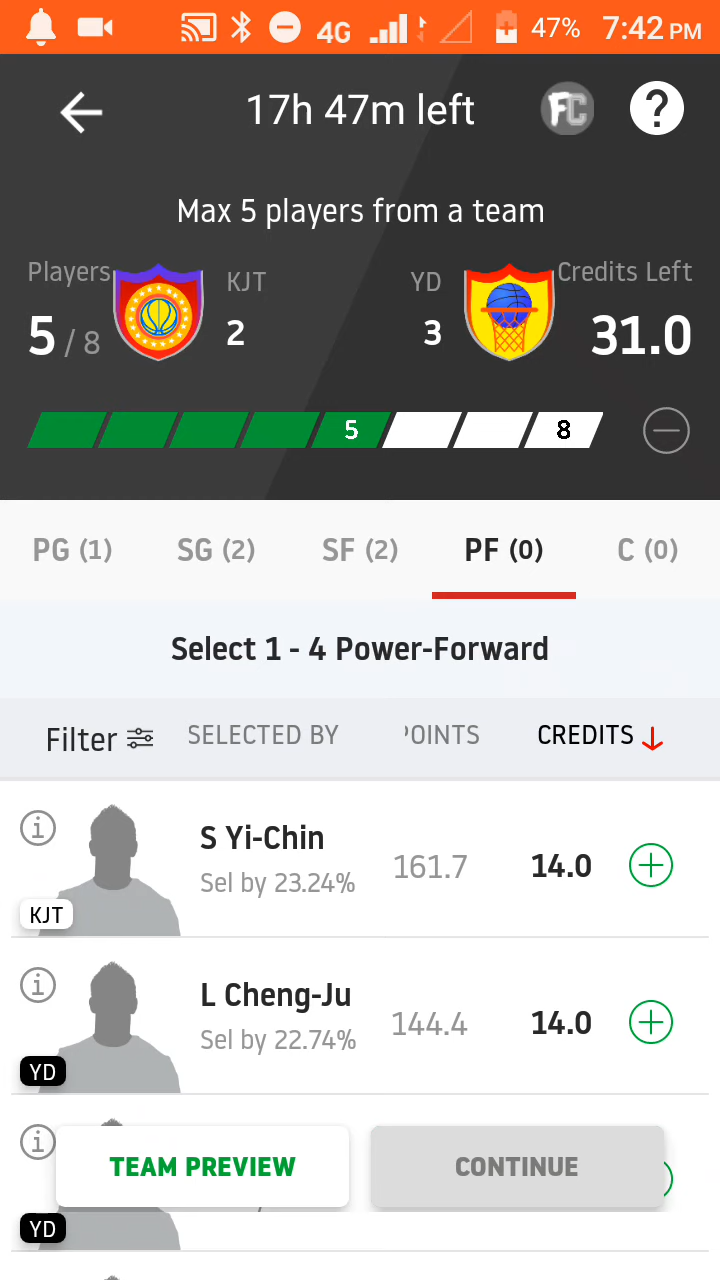 4G 47% 7:42 PM
17h 47m left FC ?
Max 5 players from a team
Players KJT YD Credits Left
5 / 8 2 3 31.0
5 8
PG (1) SG (2) SF (2) PF (0) C (0)
Select 1 - 4 Power-Forward
Filter SELECTED BY POINTS CREDITS
S Yi-Chin
Sel by 23.24% 161.7 14.0
KJT
L Cheng-Ju
Sel by 22.74% 144.4 14.0
YD
TEAM PREVIEW CONTINUE
YD